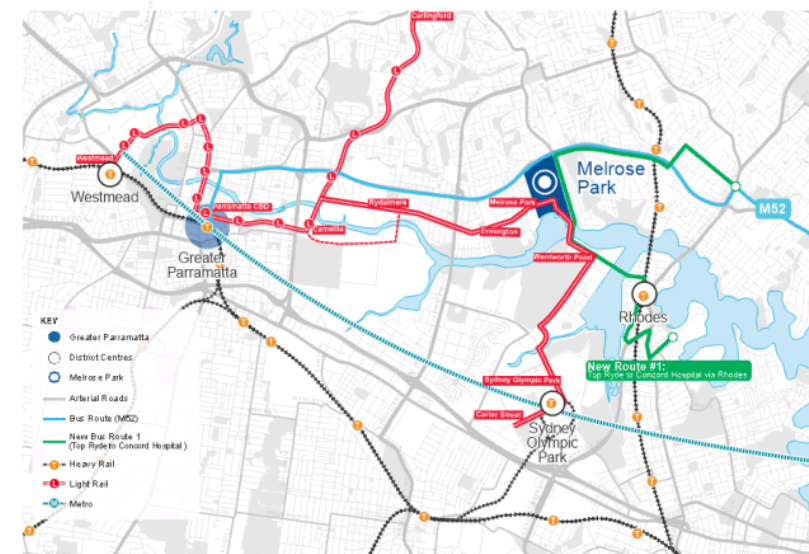 Carlingford
Westmead
Westmead
Parramatta CBD
Greater
Parramatta
Camellia
Rydalmere
Ermington
Melrose Park
Melrose
Park
M52
Wentworth Point
Rhodes
New Route #1:
Top Ryde to Concord Hospital via Rhodes
Sydney Olympic Park
Carter Street
Sydney
Olympic
Park
KEY
Greater Parramatta
District Centres
Melrose Park
Arterial Roads
Bus Route (M52)
New Bus Route 1
(Top Ryde to Concord Hospital)
T Heavy Rail
L Light Rail
M Metro